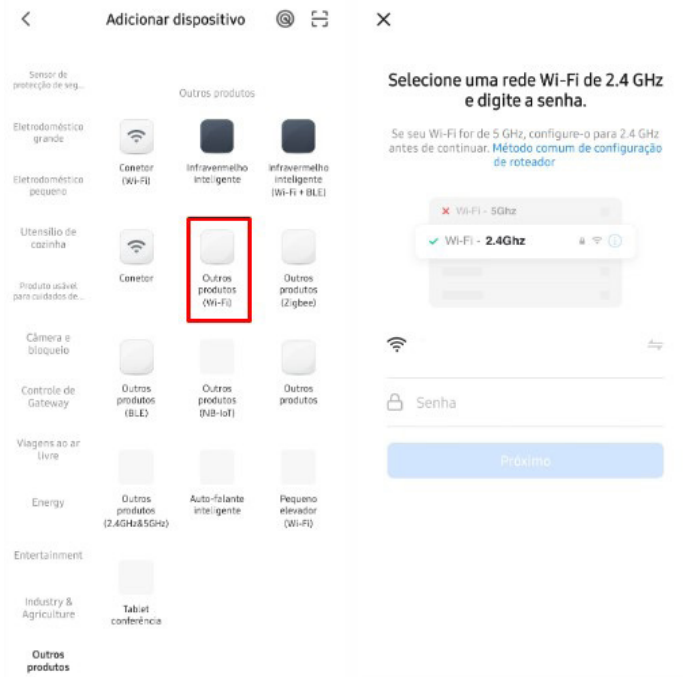 Adicionar dispositivo
Sensor de
protecção de seg...
Eletrodoméstico
grande
Eletrodoméstico
pequeno
Utensílio de
cozinha
Produto usável
para cuidados de...
Câmera e
bloqueio
Controle de
Gateway
Viagens ao ar
livre
Energy
Entertainment
Industry &
Agriculture
Outros
produtos
Outros produtos
Conetor
(Wi-Fi)
Infravermelho
inteligente
Infravermelho
inteligente
(Wi-Fi + BLE)
Conetor
Outros
produtos
(Wi-Fi)
Outros
produtos
(Zigbee)
Outros
produtos
(BLE)
Outros
produtos
(NB-IoT)
Outros
produtos
Outros
produtos
(2.4GHz&5GHz)
Auto-falante
inteligente
Pequeno
elevador
(Wi-Fi)
Tablet
conferência
Selecione uma rede Wi-Fi de 2.4 GHz
e digite a senha.
Se seu Wi-Fi for de 5 GHz, configure-o para 2.4 GHz
antes de continuar. Método comum de configuração
de roteador
Wi-Fi - 5Ghz
Wi-Fi - 2.4Ghz
Senha
Próximo